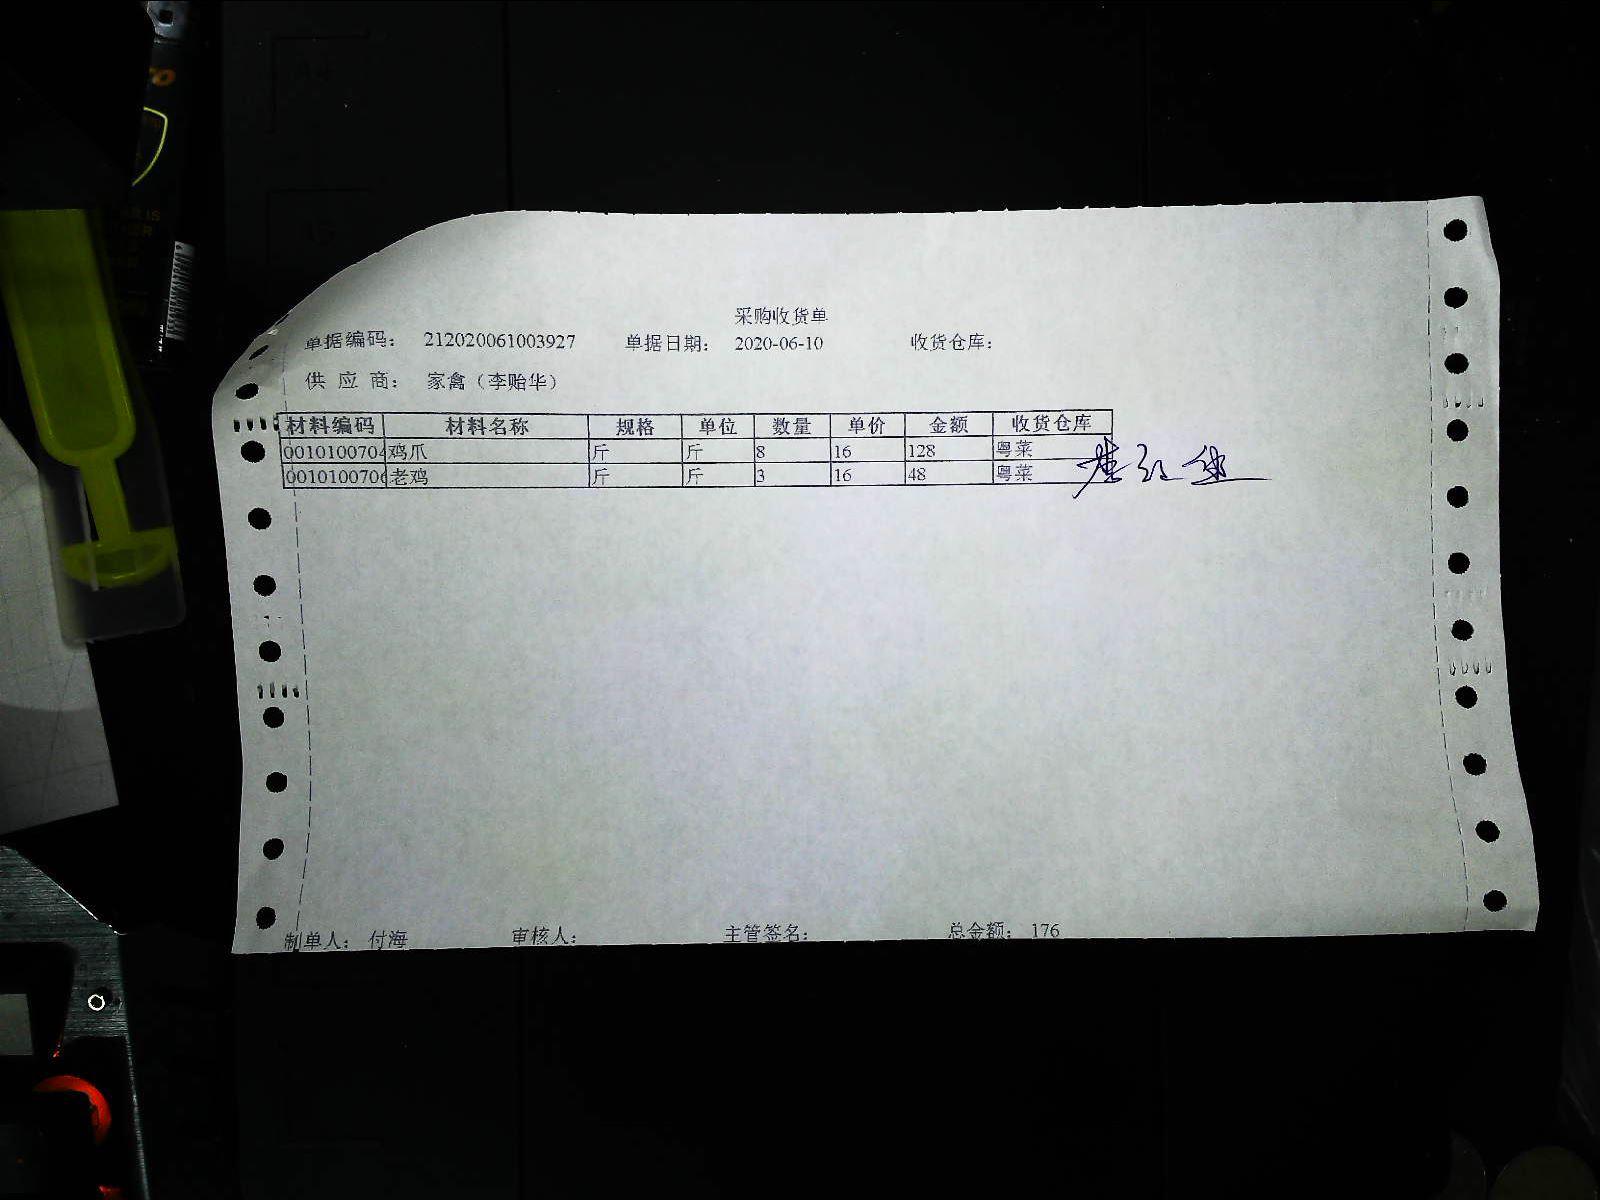 采购收货单
单据编码： 212020061003927 单据日期： 2020-06-10 收货仓库：
供 应 商： 家禽（李贻华）
材料编码 材料名称 规格 单位 数量 单价 金额 收货仓库
0010100704 鸡爪 斤 斤 8 16 128 粤菜
0010100706 老鸡 斤 斤 3 16 48 粤菜
制单人： 付海 审核人： 主管签名： 总金额： 176